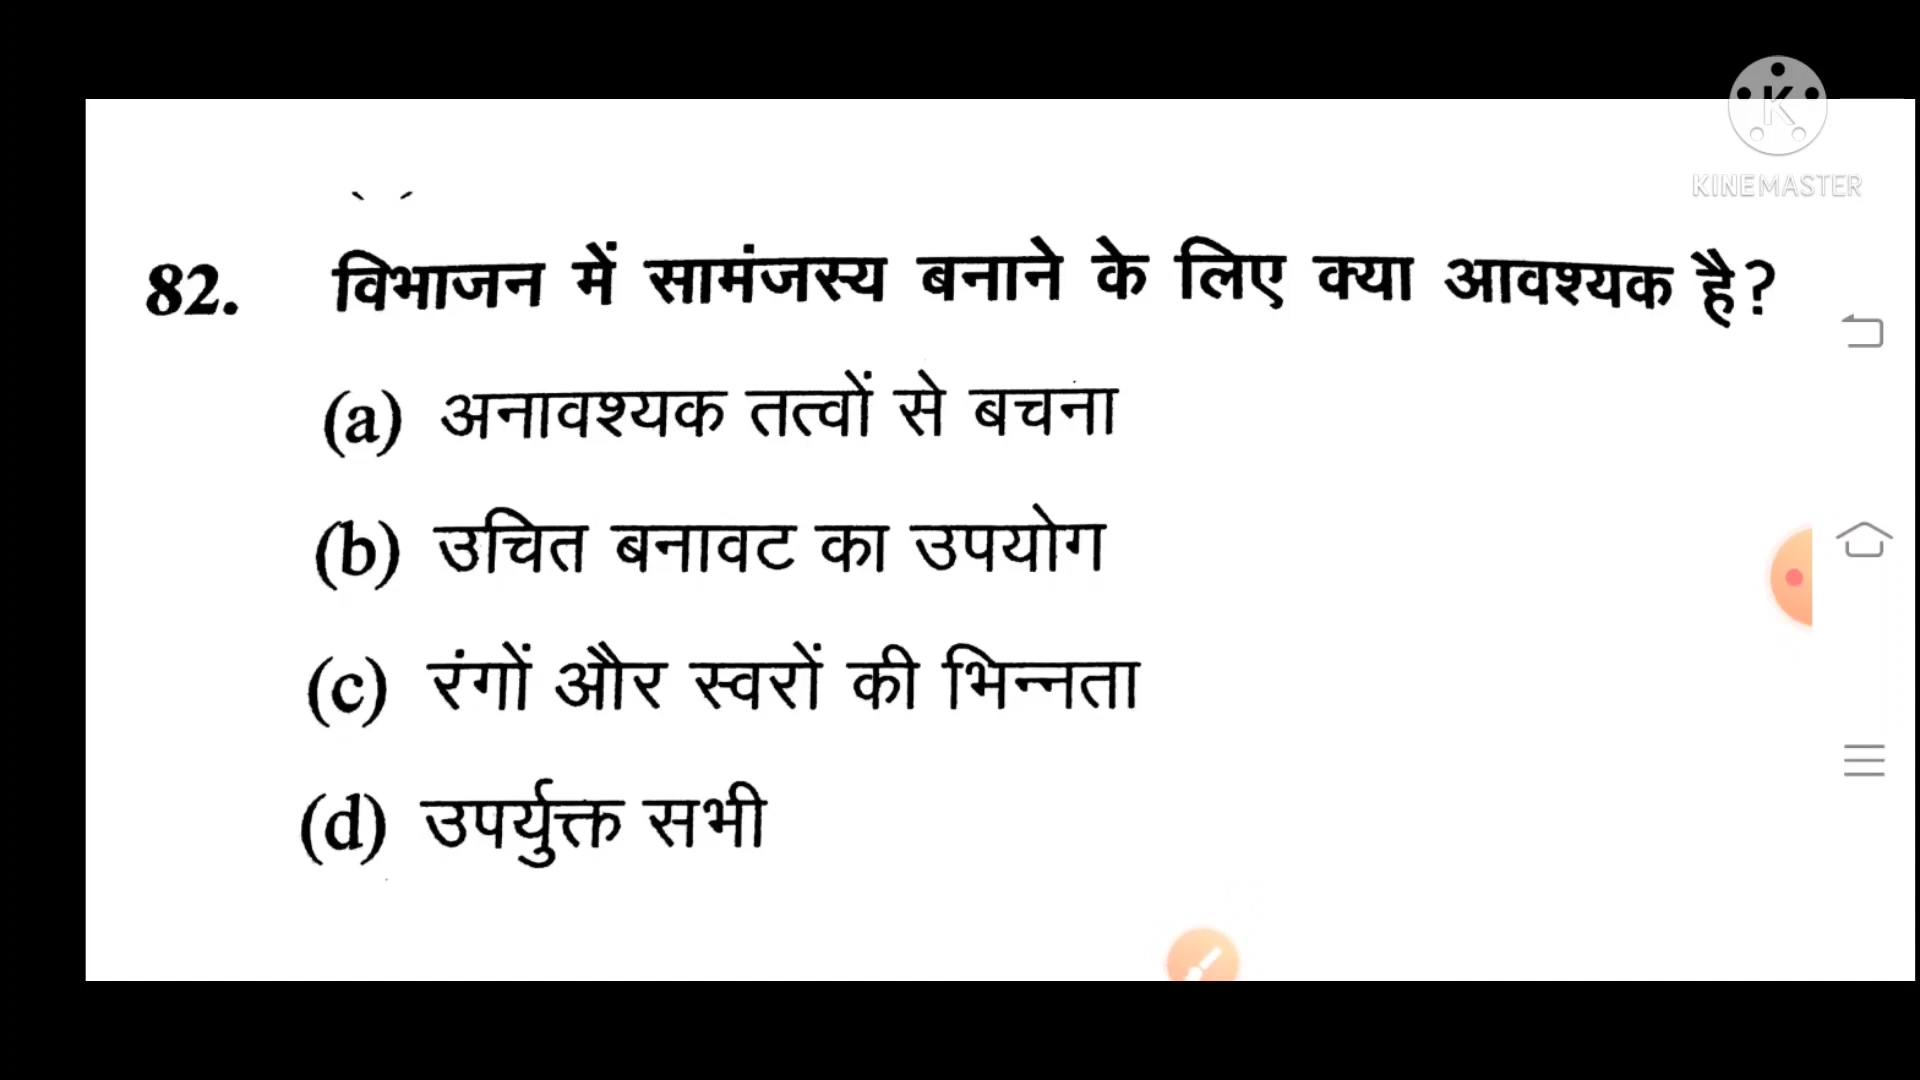 K
KINEMASTER
82. विभाजन में सामंजस्य बनाने के लिए क्या आवश्यक है?
(a) अनावश्यक तत्वों से बचना
(b) उचित बनावट का उपयोग
(c) रंगों और स्वरों की भिन्नता
(d) उपर्युक्त सभी